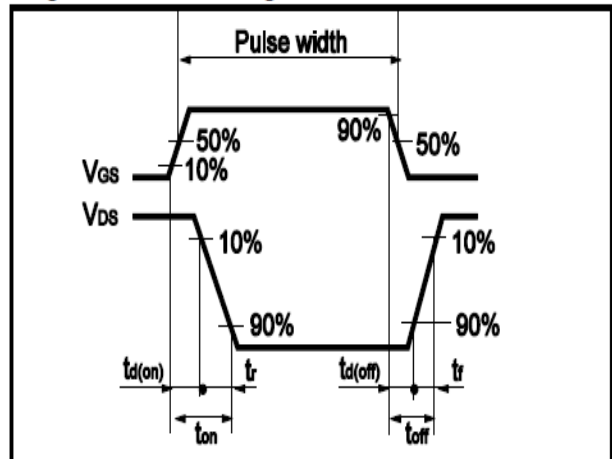 Pulse width
90%
50%
50%
10%
VGS
VDS
10%
10%
90%
90%
td(on)
tr
td(off)
tf
ton
toff